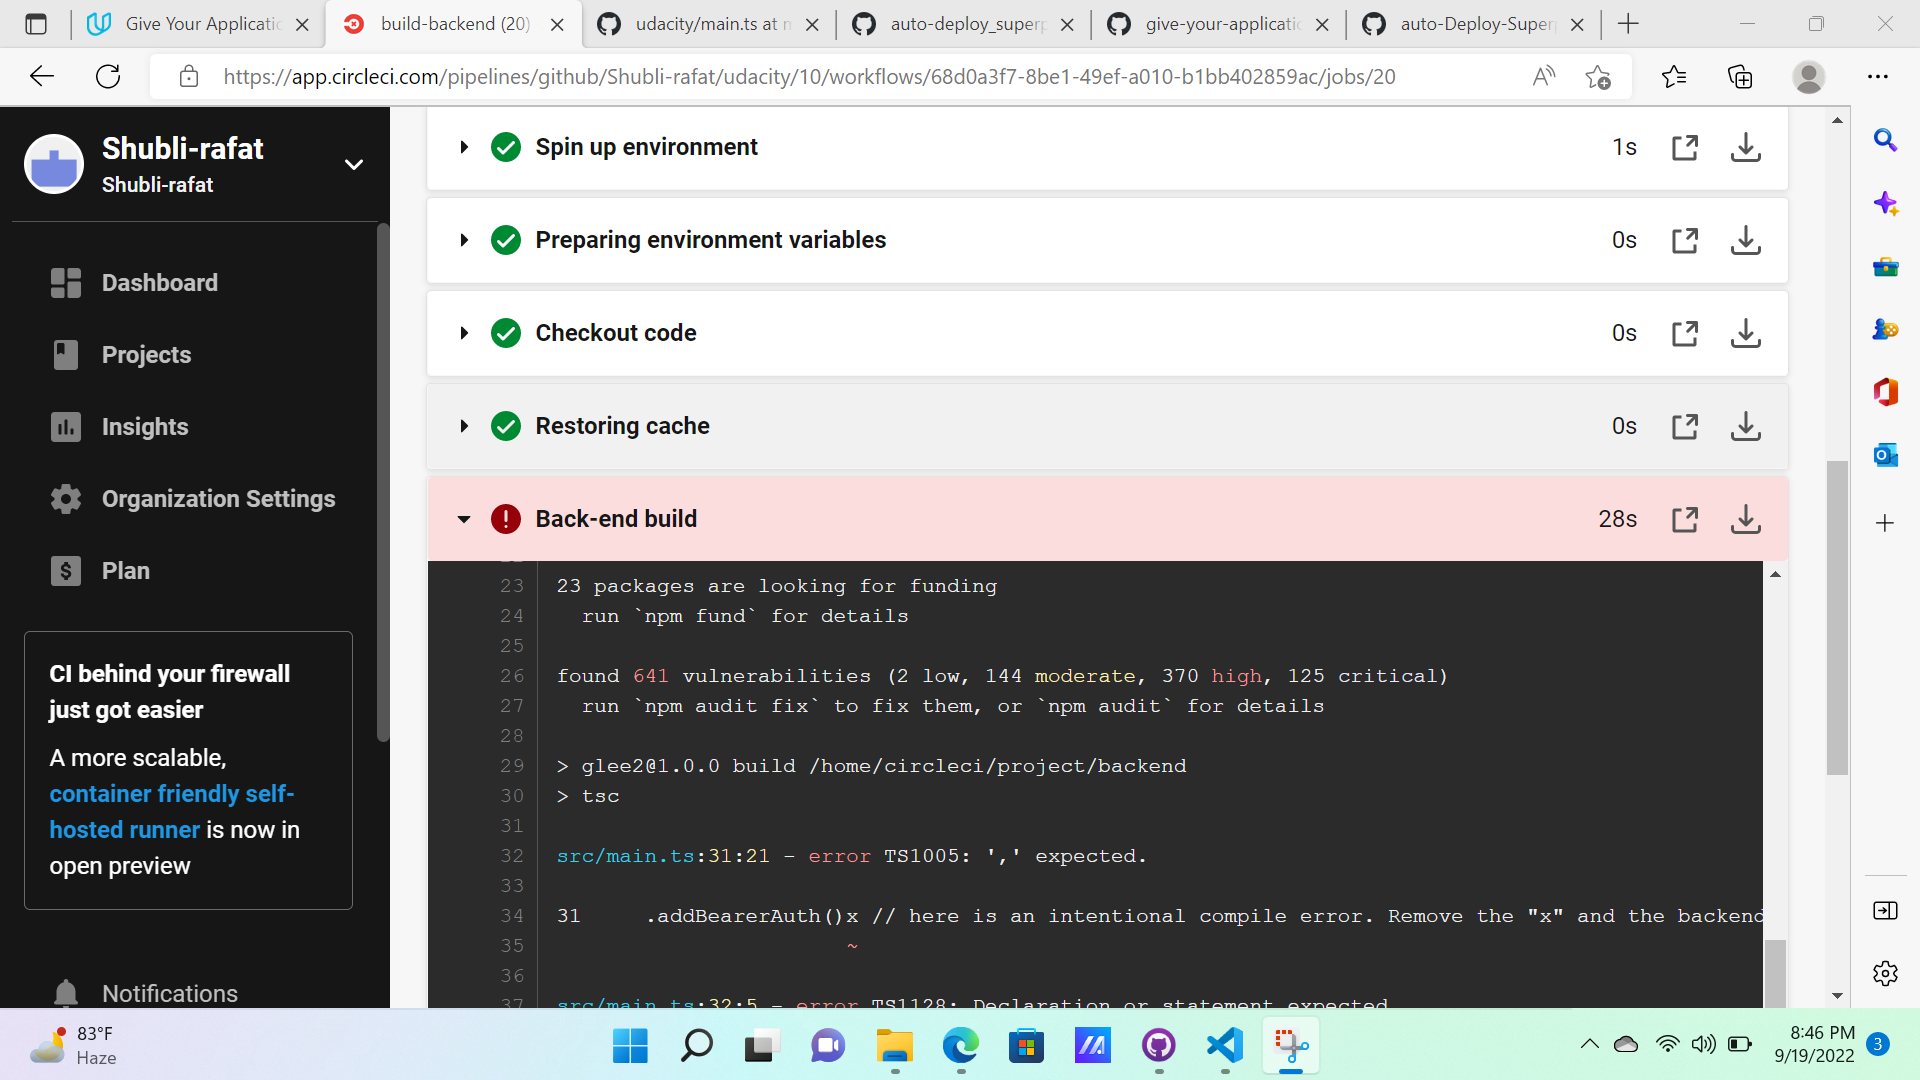 Give Your Applicatio
build-backend (20)
udacity/main.ts at m
auto-deploy_superp
give-your-applicatic
auto-Deploy-Super
https://app.circleci.com/pipelines/github/Shubli-rafat/udacity/10/workflows/68d0a3f7-8be1-49ef-a010-b1bb402859ac/jobs/20
Shubli-rafat
Shubli-rafat
Dashboard
Projects
Insights
Organization Settings
Plan
CI behind your firewall
just got easier
A more scalable,
container friendly self-
hosted runner is now in
open preview
Notifications
Spin up environment 1s
Preparing environment variables 0s
Checkout code 0s
Restoring cache 0s
Back-end build 28s
23 23 packages are looking for funding
24 run `npm fund` for details
25
26 found 641 vulnerabilities (2 low, 144 moderate, 370 high, 125 critical)
27 run `npm audit fix` to fix them, or `npm audit` for details
28
29 > glee2@1.0.0 build /home/circleci/project/backend
30 > tsc
31
32 src/main.ts:31:21 - error TS1005: ',' expected.
33
34 31 .addBearerAuth()x // here is an intentional compile error. Remove the "x" and the backend
35 ~
36
37 src/main.ts:32:5 - error TS1128: Declaration or statement expected
83°F
Haze
8:46 PM
9/19/2022
3